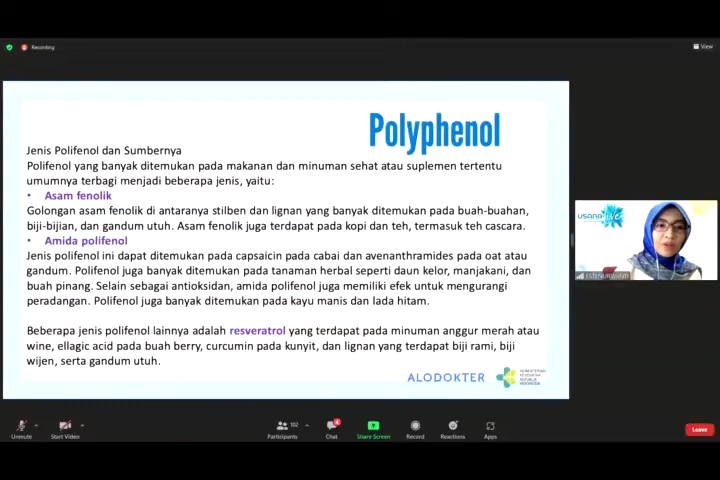 Recording
View
Polyphenol
Jenis Polifenol dan Sumbernya
Polifenol yang banyak ditemukan pada makanan dan minuman sehat atau suplemen tertentu
umumnya terbagi menjadi beberapa jenis, yaitu:
• Asam fenolik
Golongan asam fenolik di antaranya stilben dan lignan yang banyak ditemukan pada buah-buahan,
biji-bijian, dan gandum utuh. Asam fenolik juga terdapat pada kopi dan teh, termasuk teh cascara.
• Amida polifenol
Jenis polifenol ini dapat ditemukan pada capsaicin pada cabai dan avenanthramides pada oat atau
gandum. Polifenol juga banyak ditemukan pada tanaman herbal seperti daun kelor, manjakani, dan
buah pinang. Selain sebagai antioksidan, amida polifenol juga memiliki efek untuk mengurangi
peradangan. Polifenol juga banyak ditemukan pada kayu manis dan lada hitam.
Beberapa jenis polifenol lainnya adalah resveratrol yang terdapat pada minuman anggur merah atau
wine, ellagic acid pada buah berry, curcumin pada kunyit, dan lignan yang terdapat biji rami, biji
wijen, serta gandum utuh.
ALODOKTER
KEMENTERIAN
KESEHATAN
REPUBLIK
INDONESIA
USANA Live
Unmute
Start Video
102
Participants
4
Chat
Share Screen
Record
Reactions
Apps
Leave